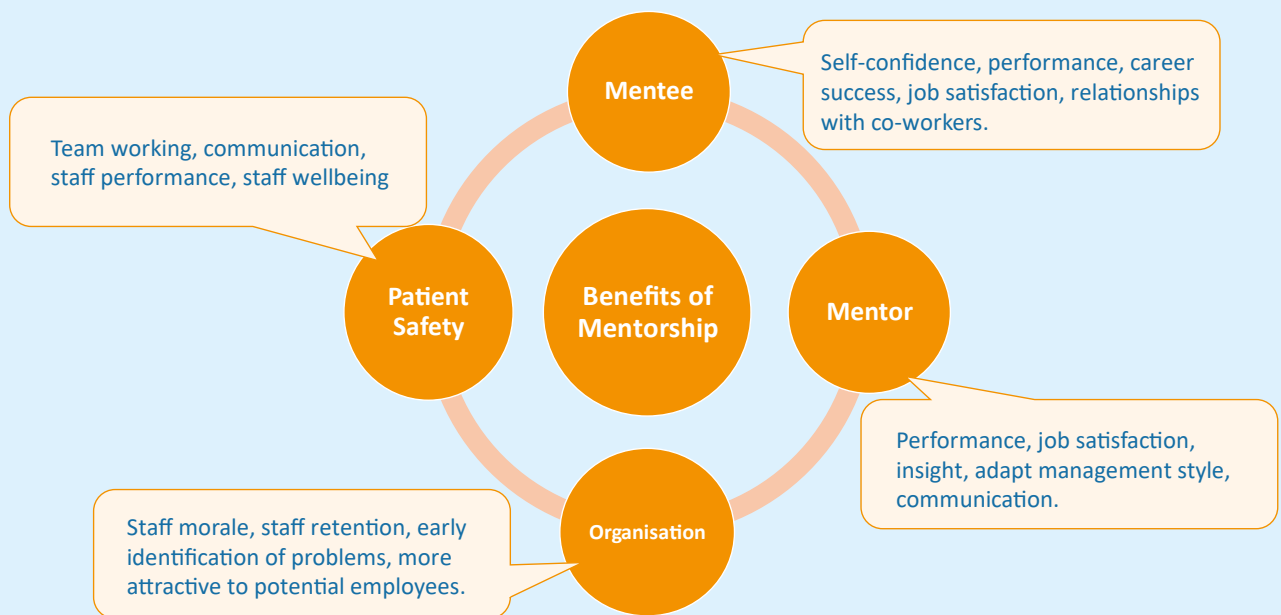 Mentee
Self-confidence, performance, career
success, job satisfaction, relationships
with co-workers.
Team working, communication,
staff performance, staff wellbeing
Patient
Safety
Benefits of
Mentorship
Mentor
Performance, job satisfaction,
insight, adapt management style,
communication.
Organisation
Staff morale, staff retention, early
identification of problems, more
attractive to potential employees.